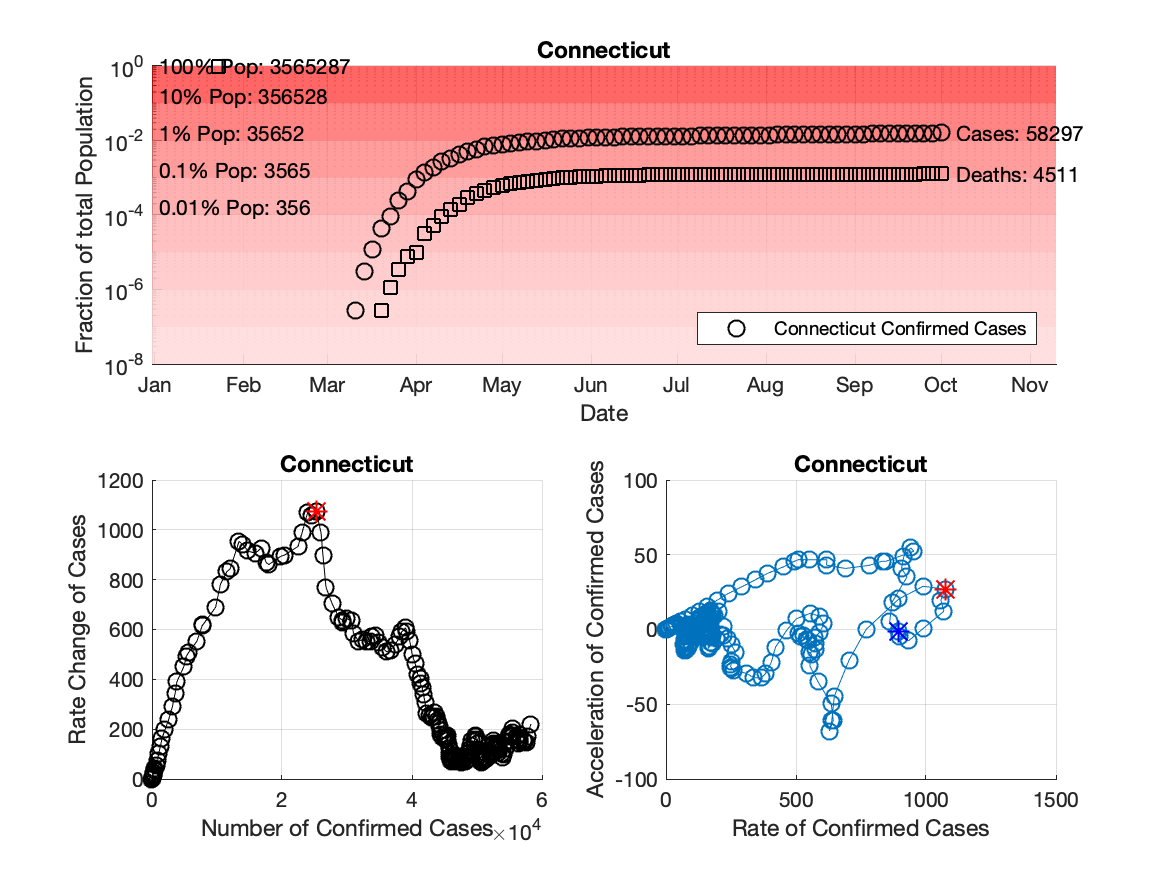 Connecticut
Fraction of total Population
10^0
10^-2
10^-4
10^-6
10^-8
100% Pop: 3565287
10% Pop: 356528
1% Pop: 35652
0.1% Pop: 3565
0.01% Pop: 356
Cases: 58297
Deaths: 4511
Connecticut Confirmed Cases
Jan Feb Mar Apr May Jun Jul Aug Sep Oct Nov
Date
Connecticut
Rate Change of Cases
1200
1000
800
600
400
200
0
0 2 4 6
Number of Confirmed Cases ×10^4
Connecticut
Acceleration of Confirmed Cases
100
50
0
-50
-100
0 500 1000 1500
Rate of Confirmed Cases